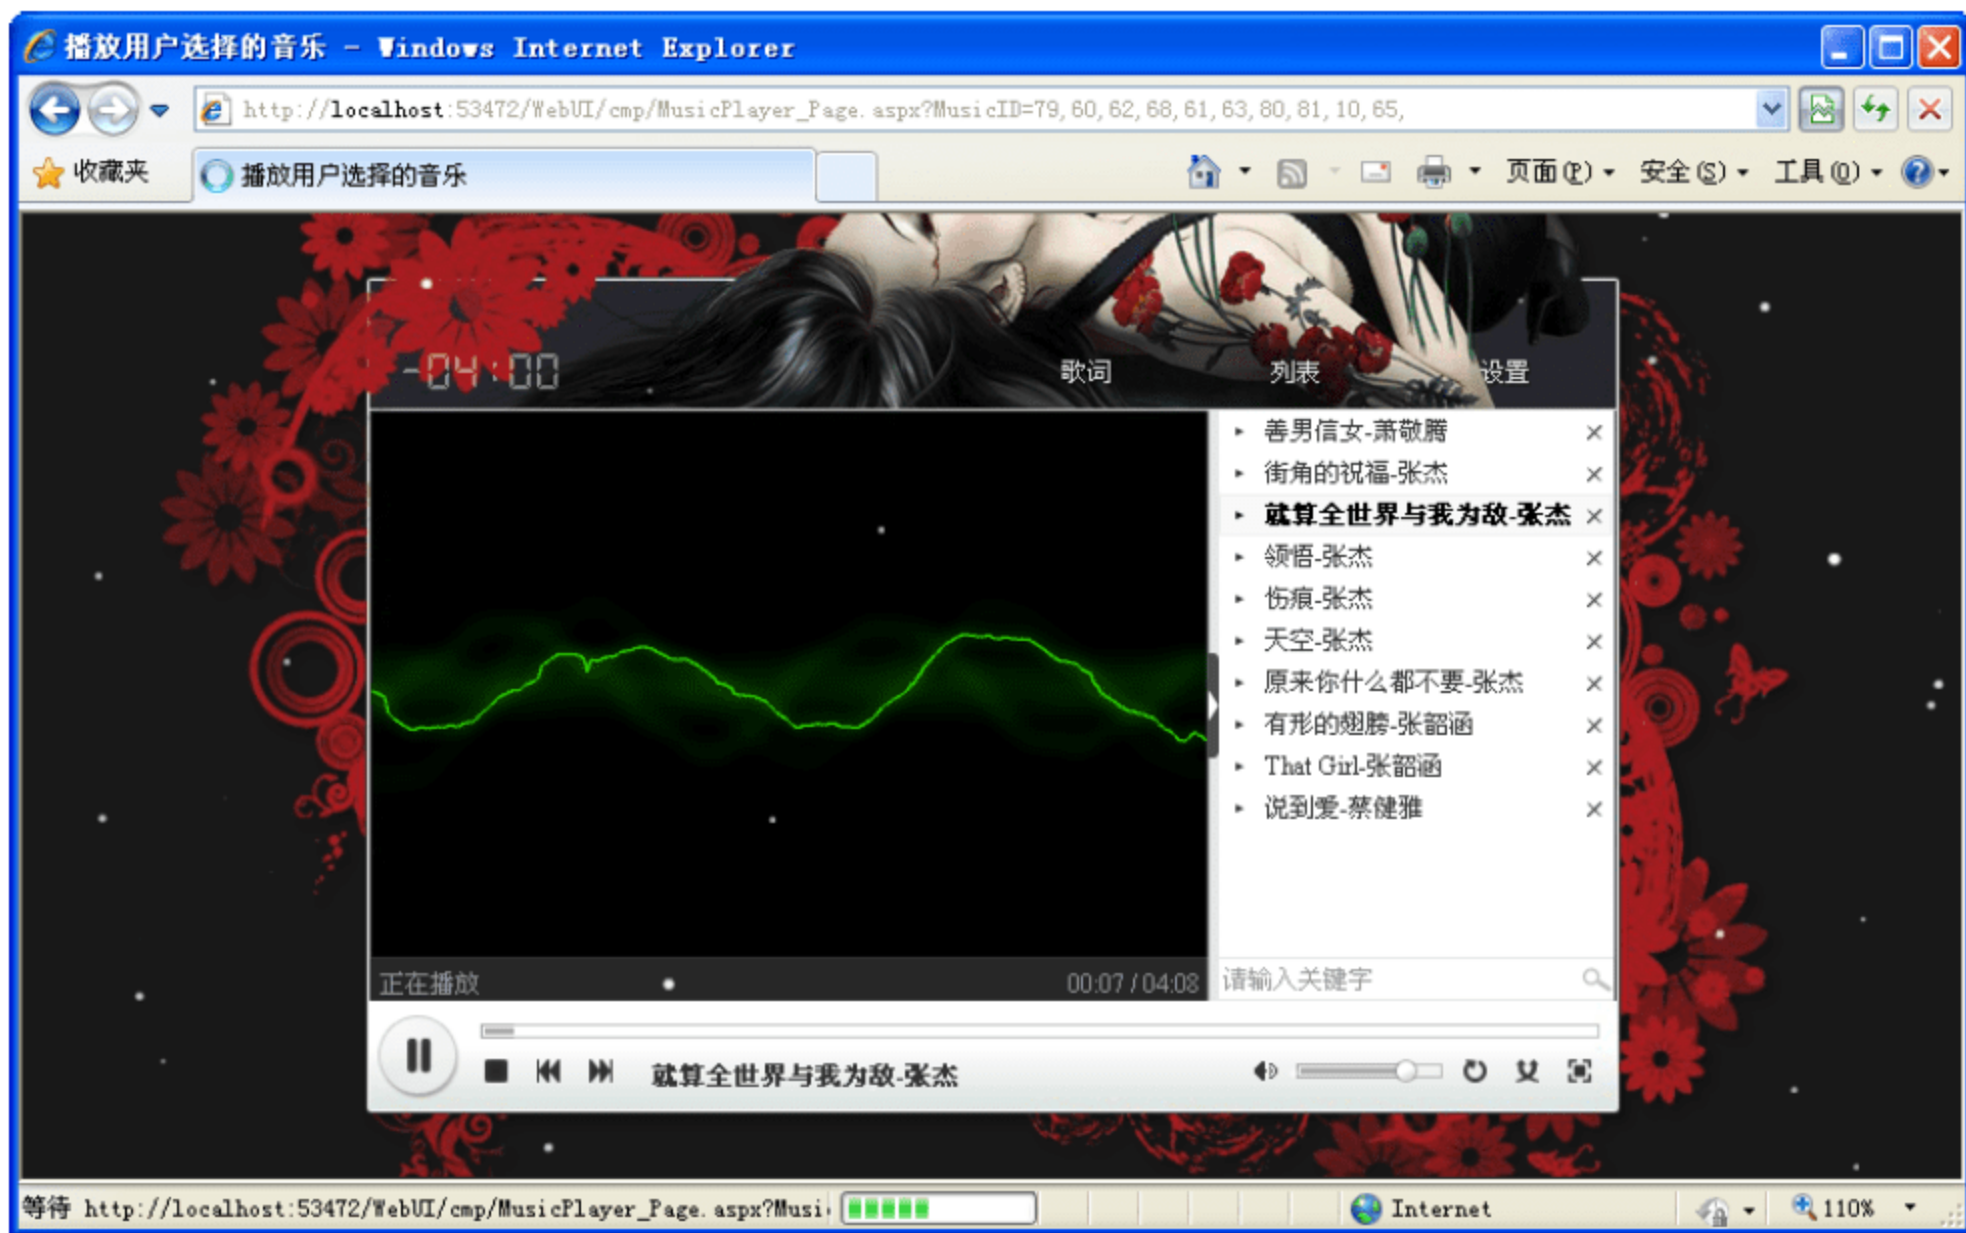 播放用户选择的音乐 - Windows Internet Explorer
http://localhost:53472/WebUI/cmp/MusicPlayer_Page.aspx?MusicID=79,60,62,68,61,63,80,81,10,65,
收藏夹
播放用户选择的音乐
页面(P)
安全(S)
工具(O)
-04:00
歌词
列表
设置
善男信女-萧敬腾
街角的祝福-张杰
就算全世界与我为敌-张杰
领悟-张杰
伤痕-张杰
天空-张杰
原来你什么都不要-张杰
有形的翅膀-张韶涵
That Girl-张韶涵
说到爱-蔡健雅
正在播放
00:07 / 04:08
请输入关键字
就算全世界与我为敌-张杰
等待 http://localhost:53472/WebUI/cmp/MusicPlayer_Page.aspx?Musi
Internet
110%